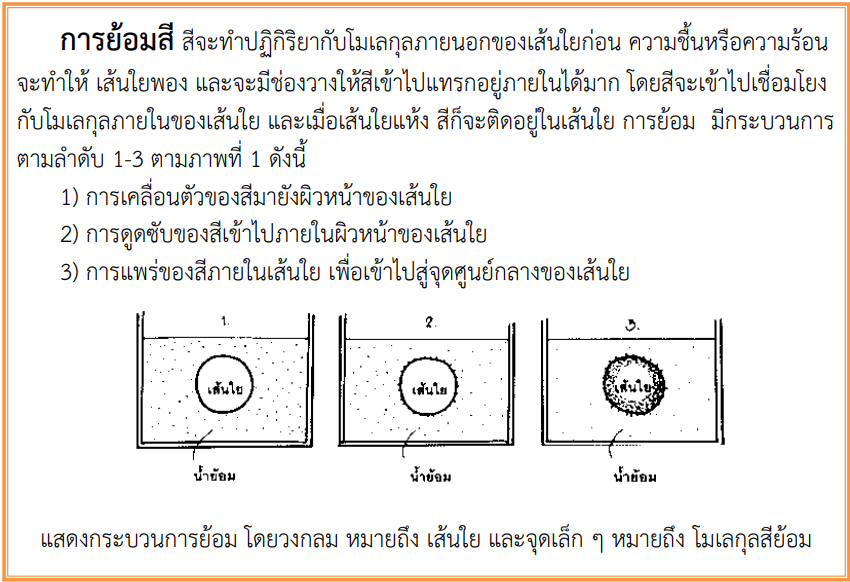 การย้อมสี สีจะทำปฏิกิริยากับโมเลกุลภายนอกของเส้นใยก่อน ความชื้นหรือความร้อน
จะทำให้ เส้นใยพอง และจะมีช่องวางให้สีเข้าไปแทรกอยู่ภายในได้มาก โดยสีจะเข้าไปเชื่อมโยง
กับโมเลกุลภายในของเส้นใย และเมื่อเส้นใยแห้ง สีก็จะติดอยู่ในเส้นใย การย้อม มีกระบวนการ
ตามลำดับ 1-3 ตามภาพที่ 1 ดังนี้
1) การเคลื่อนตัวของสีมายังผิวหน้าของเส้นใย
2) การดูดซับของสีเข้าไปภายในผิวหน้าของเส้นใย
3) การแพร่ของสีภายในเส้นใย เพื่อเข้าไปสู่จุดศูนย์กลางของเส้นใย
1. 2. 3.
เส้นใย เส้นใย เส้นใย
น้ำย้อม น้ำย้อม น้ำย้อม
แสดงกระบวนการย้อม โดยวงกลม หมายถึง เส้นใย และจุดเล็ก ๆ หมายถึง โมเลกุลสีย้อม